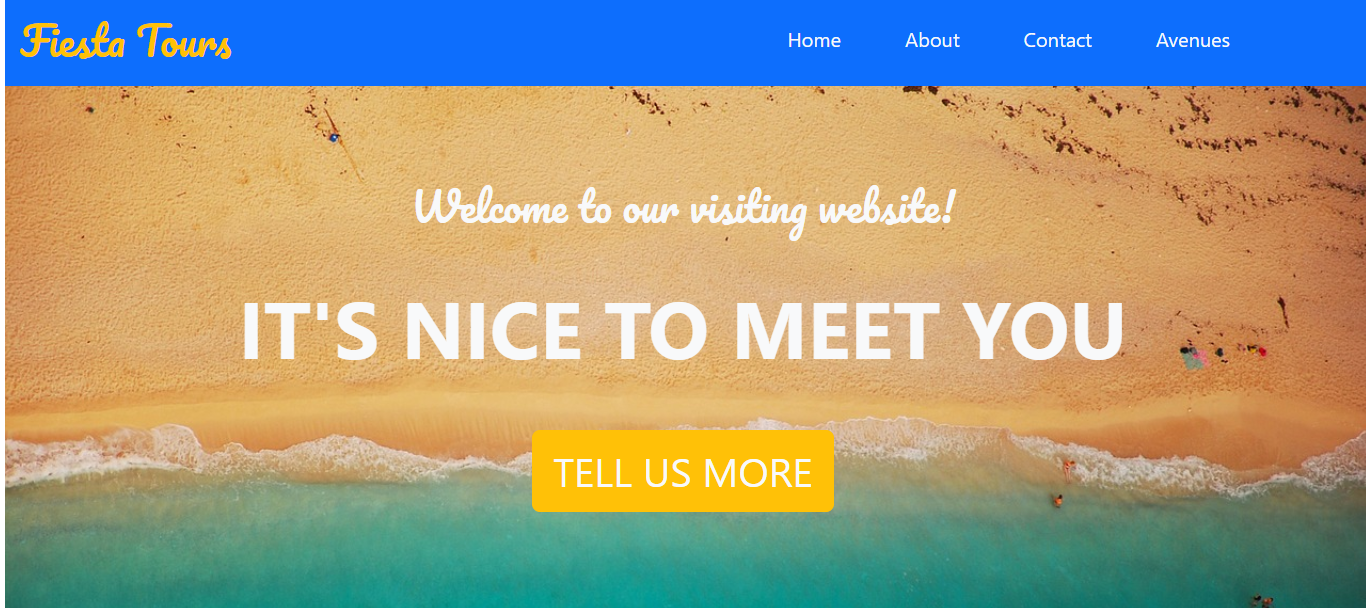 Fiesta Tours
Home About Contact Avenues
Welcome to our visiting website!
IT'S NICE TO MEET YOU
TELL US MORE